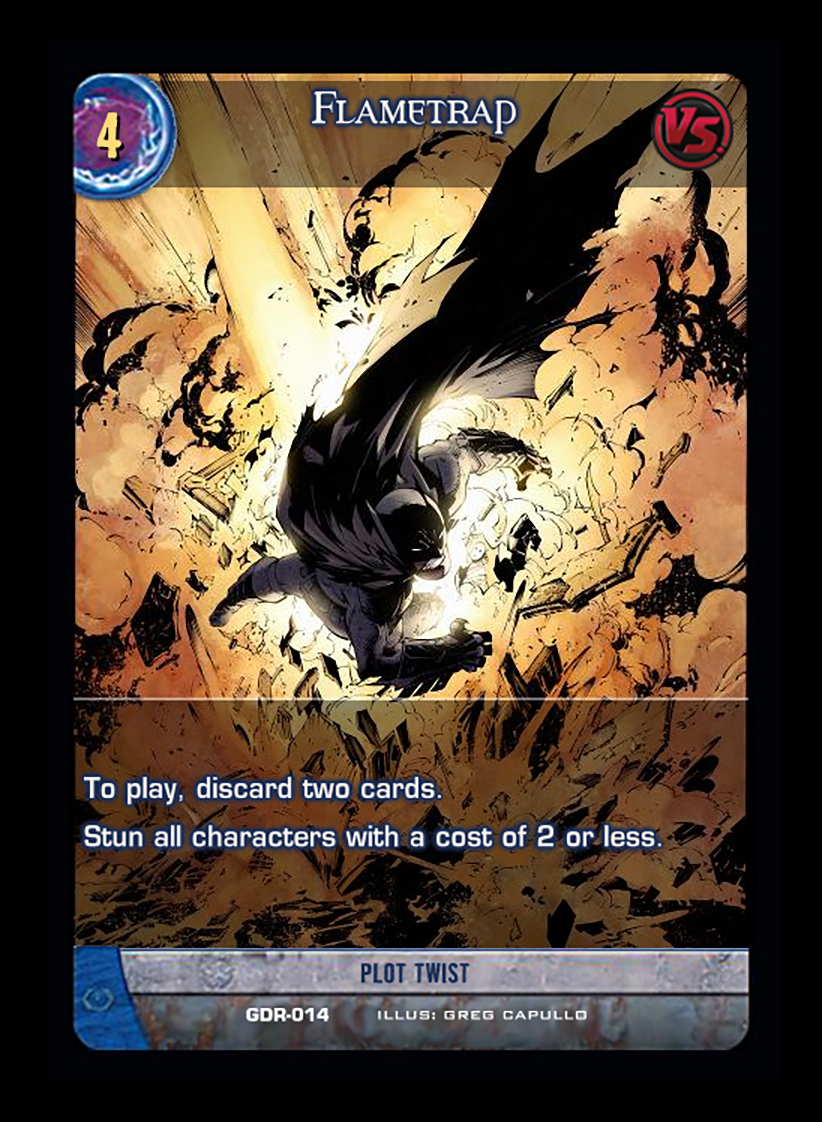 4
Flametrap
VS.
To play, discard two cards.
Stun all characters with a cost of 2 or less.
PLOT TWIST
GDR-014 ILLUS: GREG CAPULLO